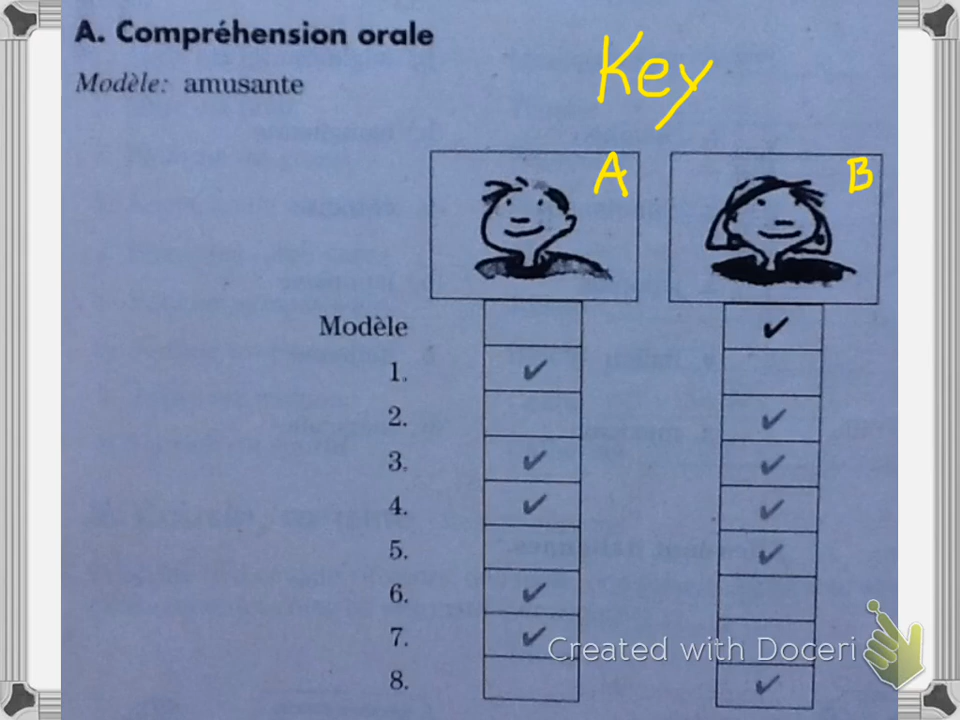 A. Compréhension orale
Key
Modèle: amusante
A
B
Modèle
✔
1.
✔
2.
✔
3.
✔ ✔
4.
✔ ✔
5.
✔
6.
✔
7.
✔
Created with Doceri
8.
✔